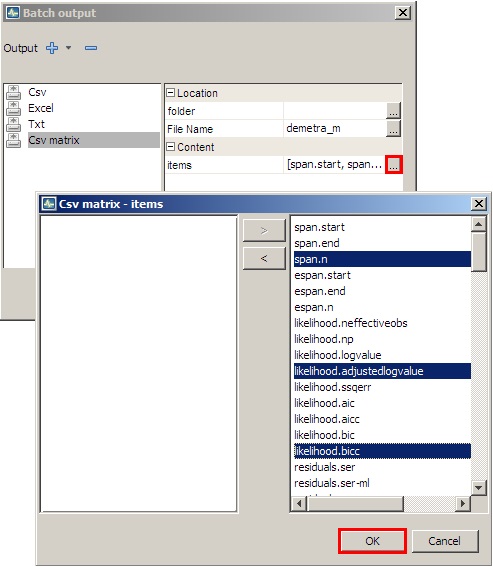 Batch output
Output
Csv
Excel
Txt
Csv matrix
Location
folder
...
File Name demetra_m ...
Content
items [span.start, span... ...
Csv matrix - items
>
<
span.start
span.end
span.n
espan.start
espan.end
espan.n
likelihood.neffectiveobs
likelihood.np
likelihood.logvalue
likelihood.adjustedlogvalue
likelihood.ssqerr
likelihood.aic
likelihood.aicc
likelihood.bic
likelihood.bicc
residuals.ser
residuals.ser-ml
OK
Cancel